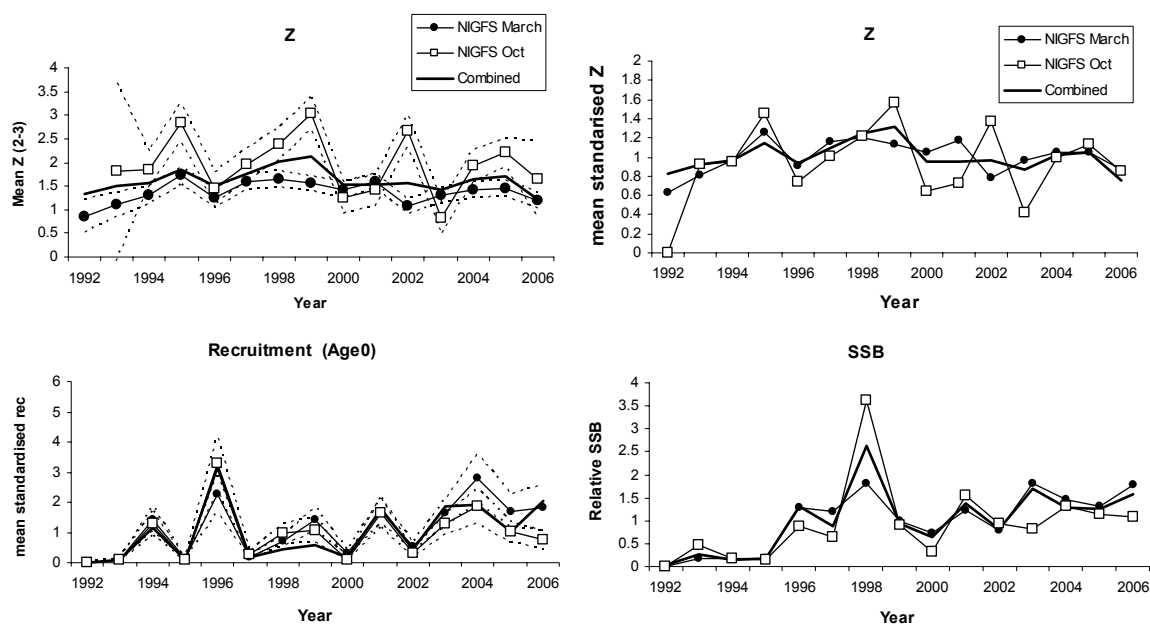 Z
NIGFS March
NIGFS Oct
Combined
Mean Z (2-3)
4
3.5
3
2.5
2
1.5
1
0.5
0
1992 1994 1996 1998 2000 2002 2004 2006
Year
Z
NIGFS March
NIGFS Oct
Combined
mean standarised Z
2
1.8
1.6
1.4
1.2
1
0.8
0.6
0.4
0.2
0
1992 1994 1996 1998 2000 2002 2004 2006
Year
Recruitment (Age0)
mean standardised rec
6
5
4
3
2
1
0
1992 1994 1996 1998 2000 2002 2004 2006
Year
SSB
Relative SSB
4
3.5
3
2.5
2
1.5
1
0.5
0
1992 1994 1996 1998 2000 2002 2004 2006
Year